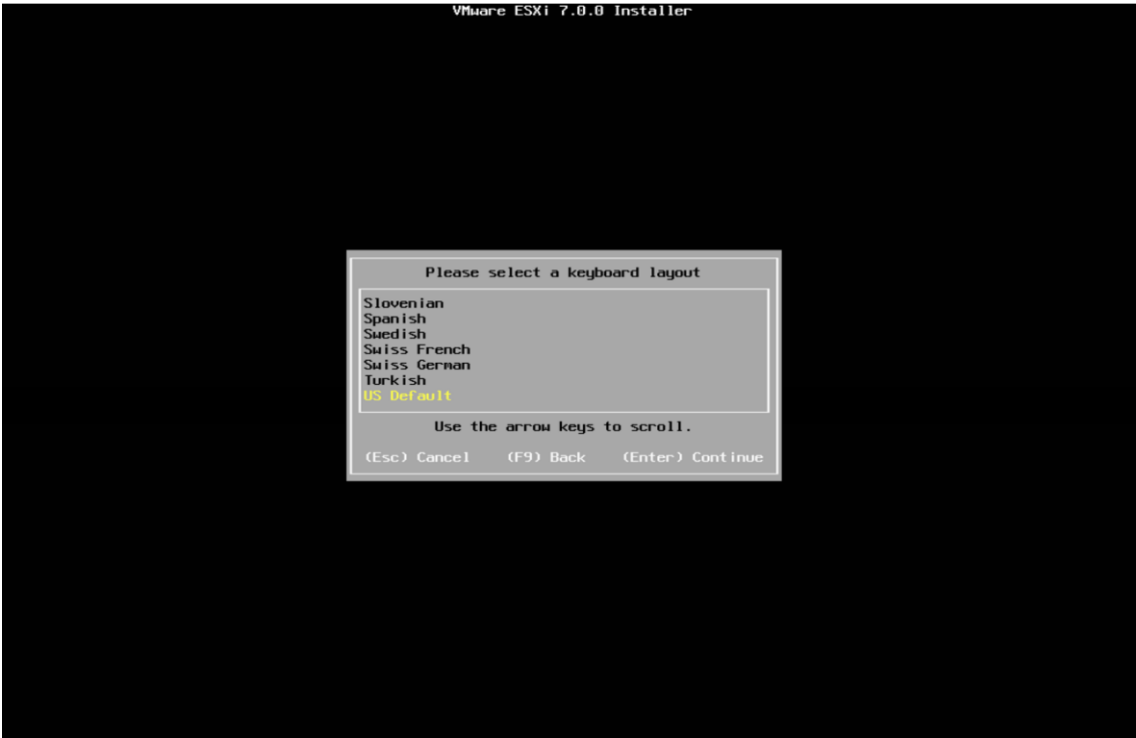 VMware ESXi 7.0.0 Installer
Please select a keyboard layout
Slovenian
Spanish
Swedish
Swiss French
Swiss German
Turkish
US Default
Use the arrow keys to scroll.
(Esc) Cancel (F9) Back (Enter) Continue